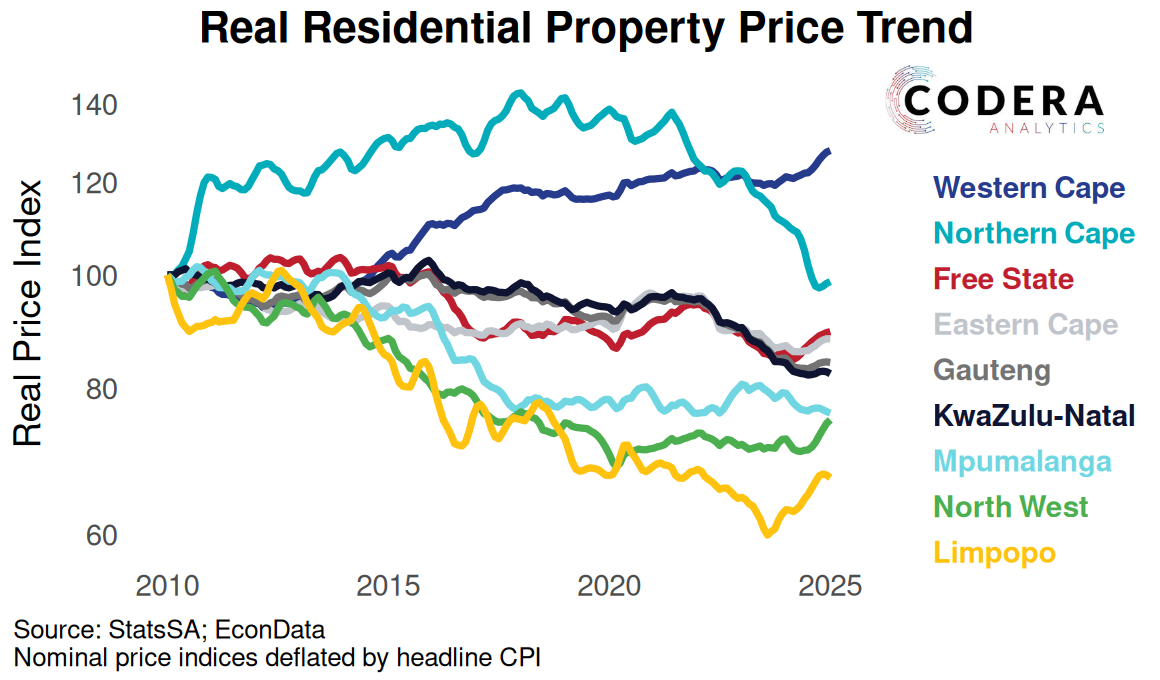 Real Residential Property Price Trend
CODERA
ANALYTICS
Real Price Index
140
120
100
80
60
2010
2015
2020
2025
Western Cape
Northern Cape
Free State
Eastern Cape
Gauteng
KwaZulu-Natal
Mpumalanga
North West
Limpopo
Source: StatsSA; EconData
Nominal price indices deflated by headline CPI